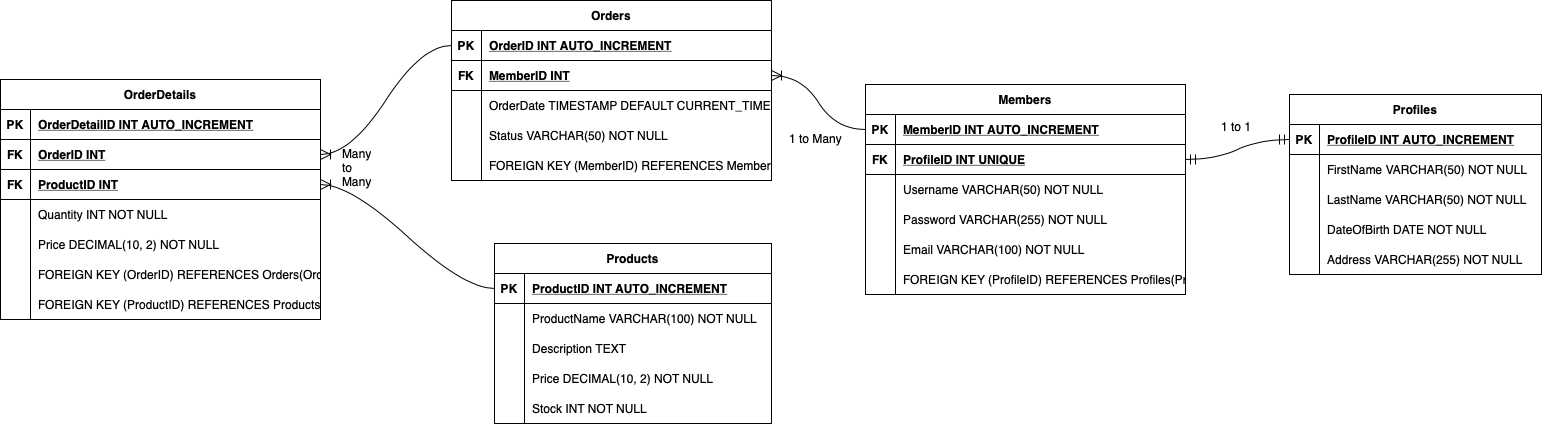 Orders
PK OrderID INT AUTO_INCREMENT
FK MemberID INT
OrderDate TIMESTAMP DEFAULT CURRENT_TIME
Status VARCHAR(50) NOT NULL
FOREIGN KEY (MemberID) REFERENCES Member
OrderDetails
PK OrderDetailID INT AUTO_INCREMENT
FK OrderID INT
FK ProductID INT
Quantity INT NOT NULL
Price DECIMAL(10, 2) NOT NULL
FOREIGN KEY (OrderID) REFERENCES Orders(Ord
FOREIGN KEY (ProductID) REFERENCES Products
Many
to
Many
Products
PK ProductID INT AUTO_INCREMENT
ProductName VARCHAR(100) NOT NULL
Description TEXT
Price DECIMAL(10, 2) NOT NULL
Stock INT NOT NULL
1 to Many
Members
PK MemberID INT AUTO_INCREMENT
FK ProfileID INT UNIQUE
Username VARCHAR(50) NOT NULL
Password VARCHAR(255) NOT NULL
Email VARCHAR(100) NOT NULL
FOREIGN KEY (ProfileID) REFERENCES Profiles(Pr
1 to 1
Profiles
PK ProfileID INT AUTO_INCREMENT
FirstName VARCHAR(50) NOT NULL
LastName VARCHAR(50) NOT NULL
DateOfBirth DATE NOT NULL
Address VARCHAR(255) NOT NULL